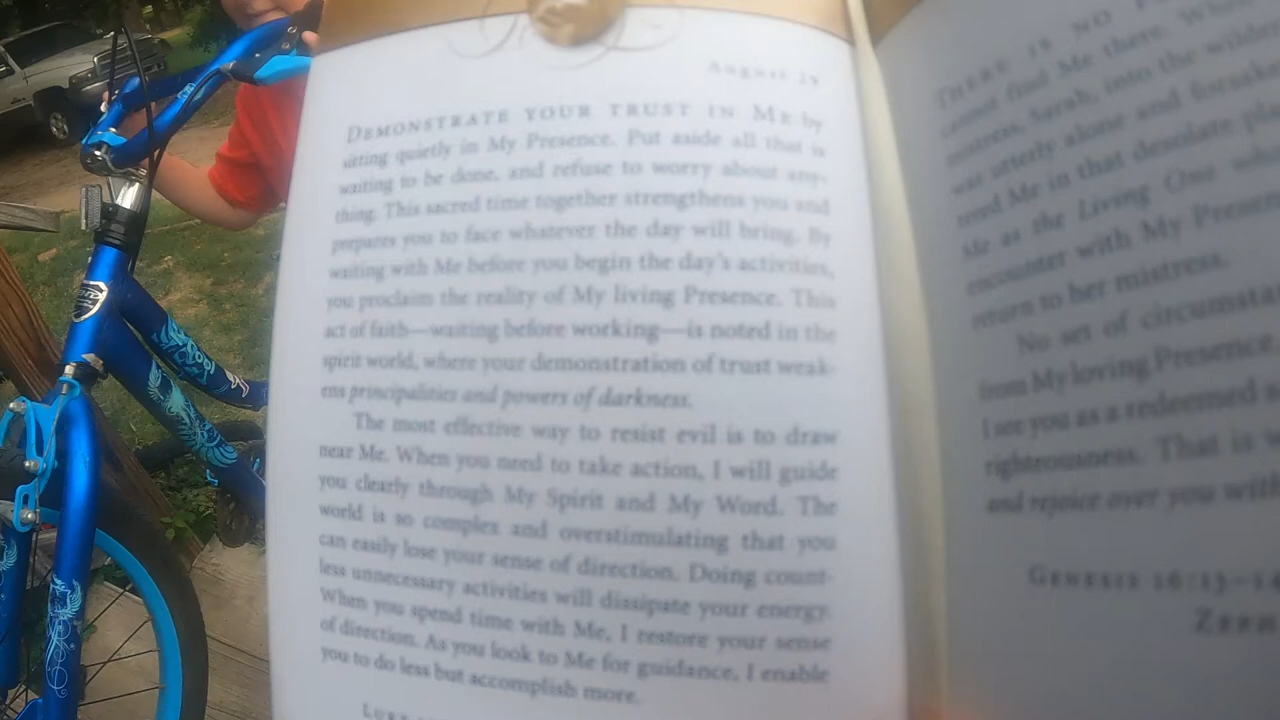 August 29
DEMONSTRATE YOUR TRUST IN ME by
sitting quietly in My Presence. Put aside all that is
waiting to be done, and refuse to worry about any-
thing. This sacred time together strengthens you and
prepares you to face whatever the day will bring. By
waiting with Me before you begin the day's activities,
you proclaim the reality of My living Presence. This
act of faith—waiting before working—is noted in the
spirit world, where your demonstration of trust weak-
ens principalities and powers of darkness.
The most effective way to resist evil is to draw
near Me. When you need to take action, I will guide
you clearly through My Spirit and My Word. The
world is so complex and overstimulating that you
can easily lose your sense of direction. Doing count-
less unnecessary activities will dissipate your energy.
When you spend time with Me, I restore your sense
of direction. As you look to Me for guidance, I enable
you to do less but accomplish more.
THERE IS NO
cannot find Me there.
mistress, Sarah, into the
was utterly alone and
Me in that desolate
Me as the Living One
encounter with My
return to her mistress.
No set of
from My loving Presence.
I see you as a redeemed
righteousness. That is
and rejoice over you with
GENESIS 16:13–14